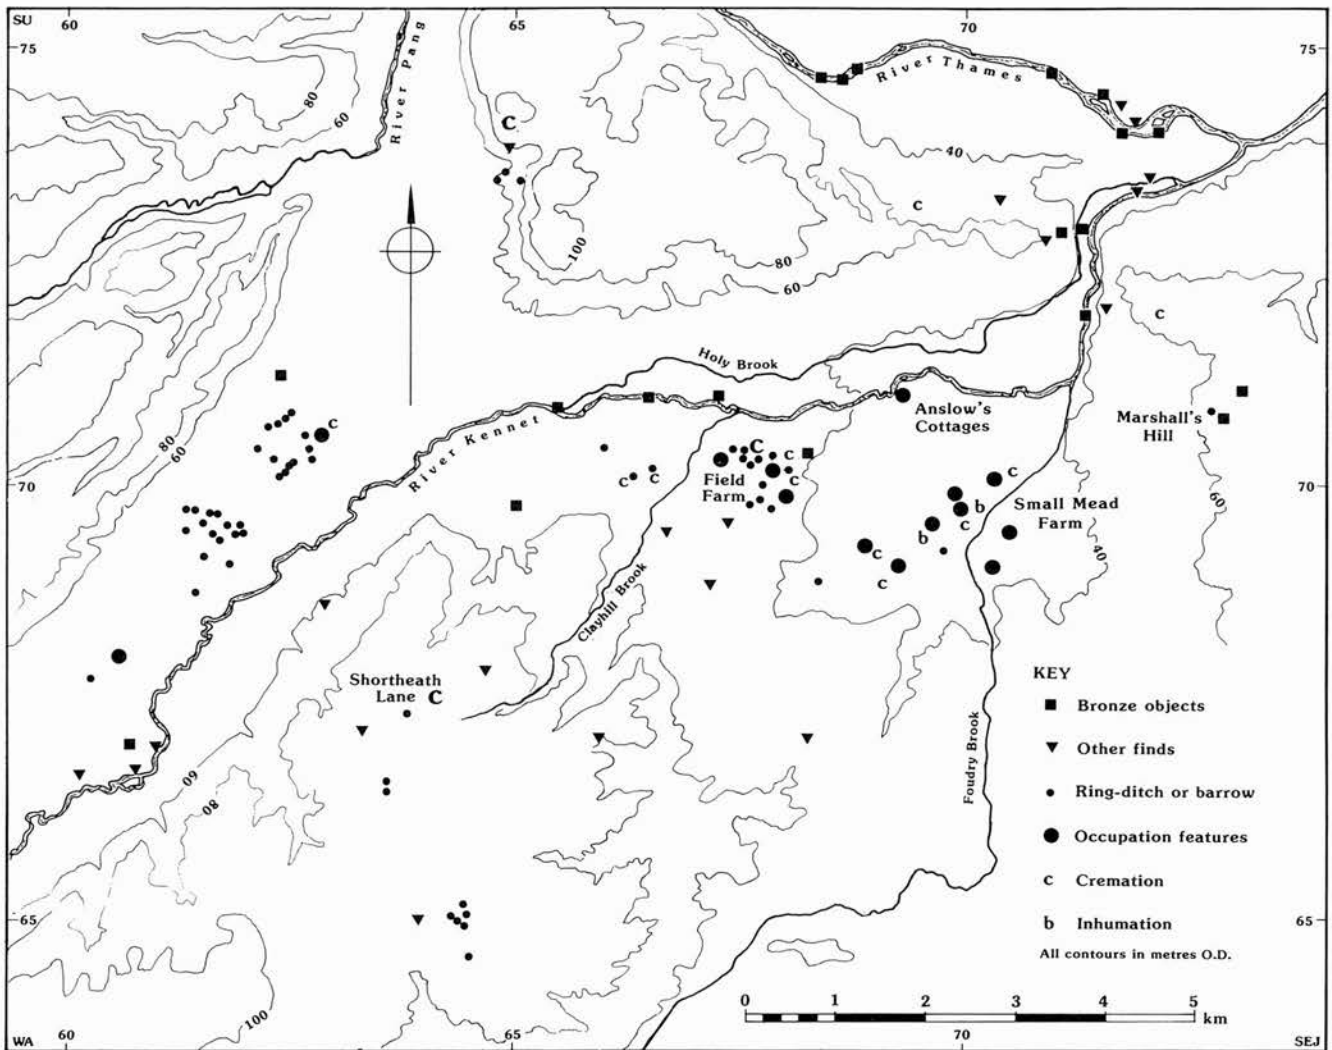 SU 60 65 70
75 75
River Pang
River Thames
C
80
60
40
c
100
80
60
c
Holy Brook
80
60
c
River Kennet
Anslow's
Cottages
Marshall's
Hill
C c
c
c c
Field
Farm
c
b
c
b
Small Mead
Farm
70 70
60
40
c
c
Clayhill Brook
Shortheath
Lane C
Foundry Brook
60
80
KEY
Bronze objects
Other finds
Ring-ditch or barrow
Occupation features
c Cremation
b Inhumation
All contours in metres O.D.
65 65
100
0 1 2 3 4 5
km
WA 60 65 70 SEJ